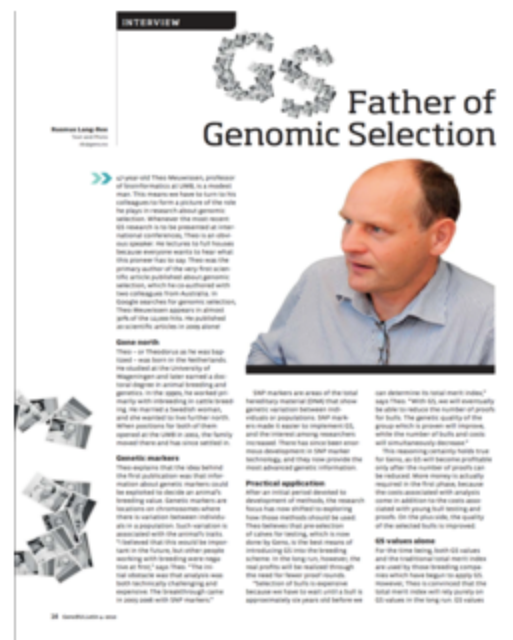 INTERVIEW
GS
Father of
Genomic Selection
Rasmus Lang-Ree
Text and Photo
47-year-old Theo Meuwissen, professor
of bioinformatics at UMB, is a modest
man. This means we have to turn to his
colleagues to form a picture of the role
he plays in research about genomic
selection. Whenever the most recent
GS research is to be presented at inter-
national conferences, Theo is an obvi-
ous speaker. He lectures to full houses
because everyone wants to hear what
this pioneer has to say. Theo was the
primary author of the very first scien-
tific article published about genomic
selection, which he co-authored with
two colleagues from Australia. In
Google searches for genomic selection,
Theo Meuwissen appears in almost
of the hits. He published
20 scientific articles in 2009 alone!
Gone north
Theo – or Theodorus as he was bap-
tized – was born in the Netherlands.
He studied at the University of
Wageningen and later earned a doc-
toral degree in animal breeding and
genetics. In the 1990s, he worked pri-
marily with inbreeding in cattle breed-
ing. He married a Swedish woman,
and she wanted to live further north.
When positions for both of them
opened at the UMB in 2002, the family
moved there and has since settled in.
Genetic markers
Theo explains that the idea behind
the first publication was that infor-
mation about genetic markers could
be exploited to decide an animal's
breeding value. Genetic markers are
locations on chromosomes where
there is variation between individu-
als in a population. Such variation is
associated with the animal's traits.
"I believed that this would be impor-
tant in the future, but other people
working with breeding were nega-
tive at first," says Theo. "The ini-
tial obstacle was that analysis was
both technically challenging and
expensive. The breakthrough came
in 2005-2006 with SNP markers."
SNP markers are areas of the total
hereditary material (DNA) that show
genetic variation between indi-
viduals or populations. SNP mark-
ers made it easier to implement GS,
and the interest among researchers
increased. There has since been enor-
mous development in SNP marker
technology, and they now provide the
most advanced genetic information.
Practical application
After an initial period devoted to
development of methods, the research
focus has now shifted to exploring
how those methods should be used.
Theo believes that pre-selection
of calves for testing, which is now
done by Geno, is the best means of
introducing GS into the breeding
scheme. In the long run, however, the
real profits will be realized through
the need for fewer proof rounds.
"Selection of bulls is expensive
because we have to wait until a bull is
approximately six years old before we
can determine its total merit index,"
says Theo. "With GS, we will eventually
be able to reduce the number of proofs
for bulls. The genetic quality of the
group which is proven will improve,
while the number of bulls and costs
will simultaneously decrease."
This reasoning certainly holds true
for Geno, as GS will become profitable
only after the number of proofs can
be reduced. More money is actually
required in the first phase, because
the costs associated with analysis
come in addition to the costs asso-
ciated with young bull testing and
proofs. On the plus side, the quality
of the selected bulls is improved.
GS values alone
For the time being, both GS values
and the traditional total merit index
are used by those breeding compa-
nies which have begun to apply GS.
However, Theo is convinced that the
total merit index will rely purely on
GS values in the long run. GS values